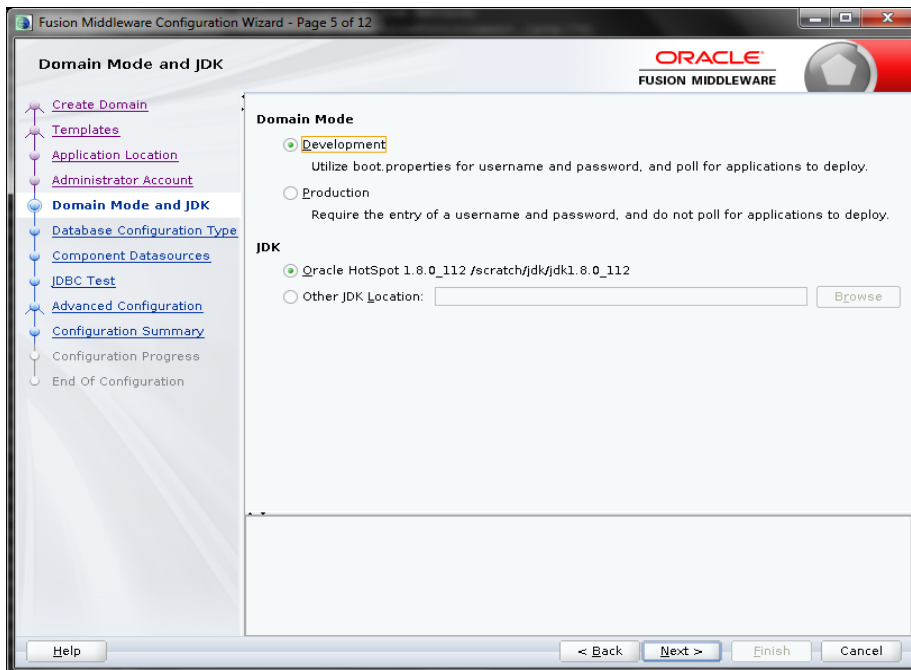 Fusion Middleware Configuration Wizard - Page 5 of 12
Domain Mode and JDK
ORACLE
FUSION MIDDLEWARE
Create Domain
Templates
Application Location
Administrator Account
Domain Mode and JDK
Database Configuration Type
Component Datasources
JDBC Test
Advanced Configuration
Configuration Summary
Configuration Progress
End Of Configuration
Domain Mode
Development
Utilize boot.properties for username and password, and poll for applications to deploy.
Production
Require the entry of a username and password, and do not poll for applications to deploy.
JDK
Oracle HotSpot 1.8.0_112 /scratch/jdk/jdk1.8.0_112
Other JDK Location:
Browse
Help
< Back
Next >
Finish
Cancel